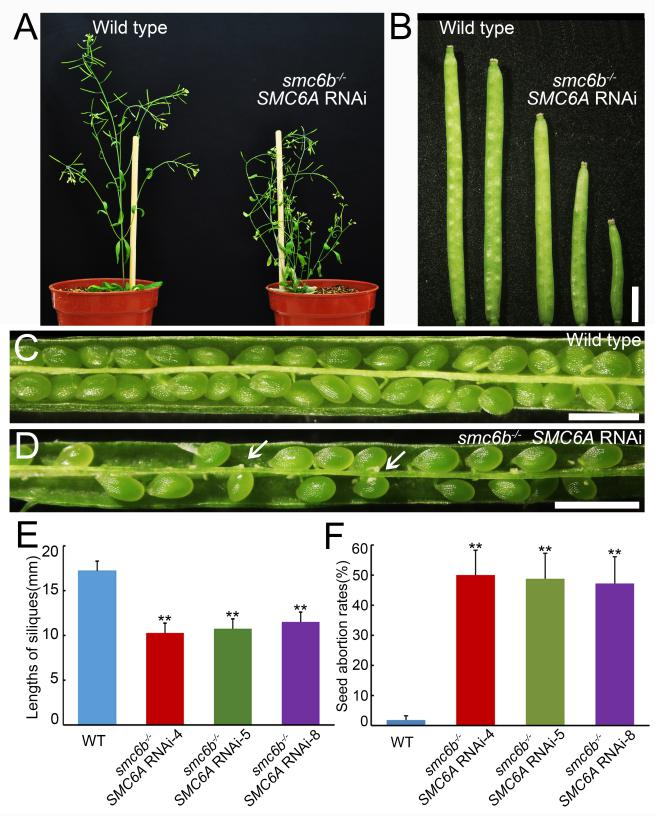 A
Wild type
smc6b-/-
SMC6A RNAi
B
Wild type
smc6b-/-
SMC6A RNAi
C
Wild type
D
smc6b-/- SMC6A RNAi
E
Lengths of siliques(mm)
20
15
10
5
0
**
**
**
WT
smc6b-/-
SMC6A RNAi-4
smc6b-/-
SMC6A RNAi-5
smc6b-/-
SMC6A RNAi-8
F
Seed abortion rates(%)
60
50
40
30
20
10
0
**
**
**
WT
smc6b-/-
SMC6A RNAi-4
smc6b-/-
SMC6A RNAi-5
smc6b-/-
SMC6A RNAi-8